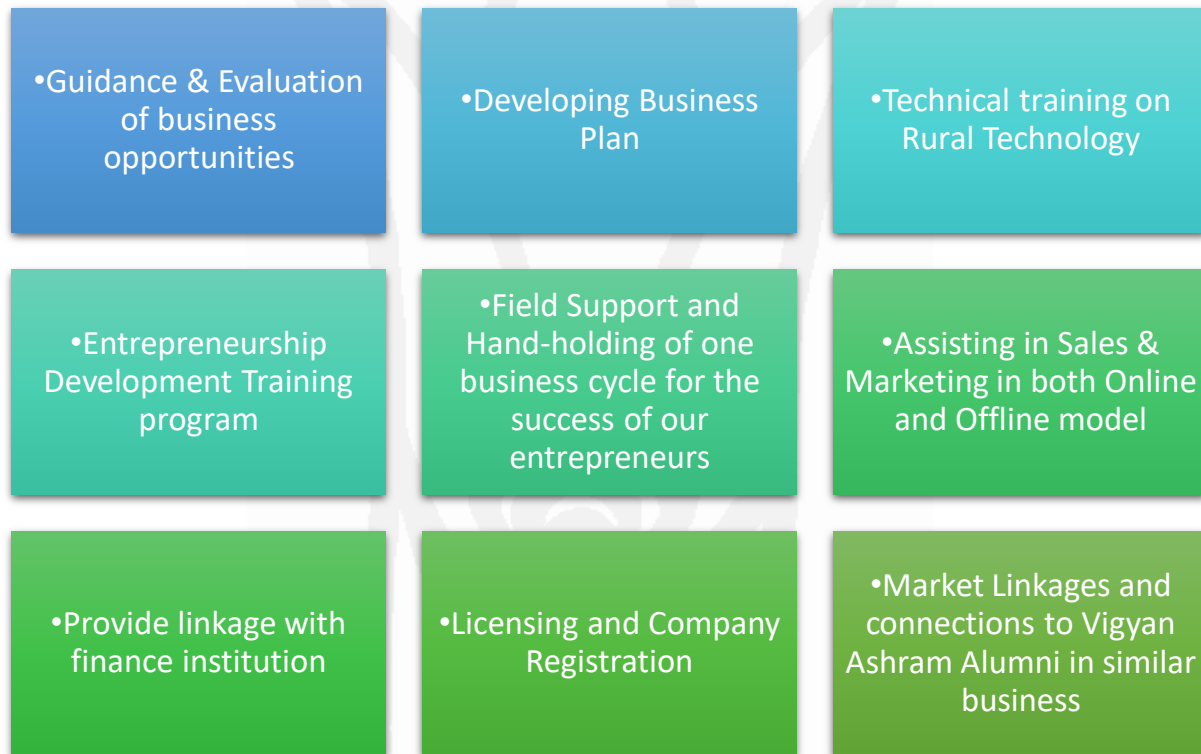 •Guidance & Evaluation
of business
opportunities
•Developing Business
Plan
•Technical training on
Rural Technology
•Entrepreneurship
Development Training
program
•Field Support and
Hand-holding of one
business cycle for the
success of our
entrepreneurs
•Assisting in Sales &
Marketing in both Online
and Offline model
•Provide linkage with
finance institution
•Licensing and Company
Registration
•Market Linkages and
connections to Vigyan
Ashram Alumni in similar
business